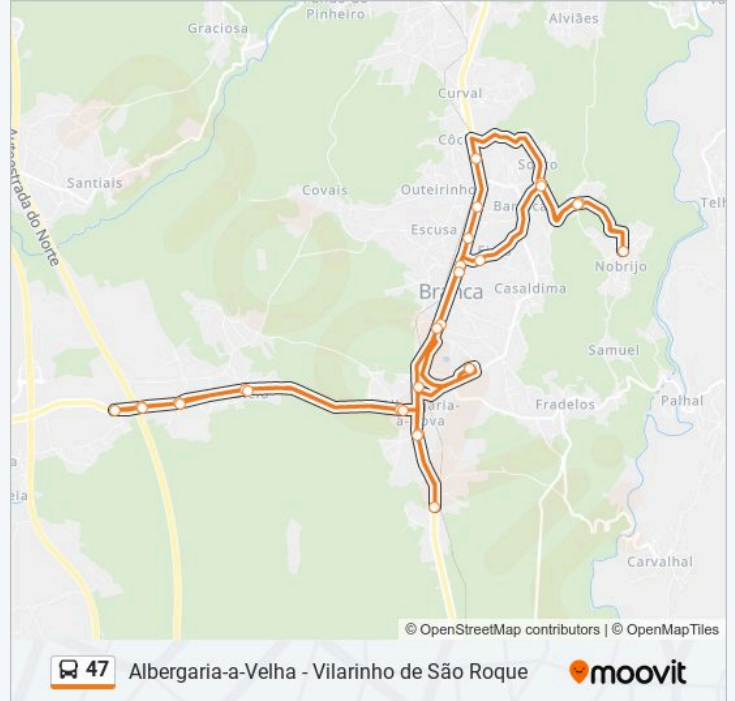 Pinheiro
Alviães
Graciosa
Curval
Santiais
Covais
Outeirinho
Escusa
Autoestrada do Norte
Nobrijo
Branca
Casaldima
Samuel
Fradelos
Palhal
Carvalhal
© OpenStreetMap contributors | © OpenMapTiles
47 Albergaria-a-Velha - Vilarinho de São Roque moovit